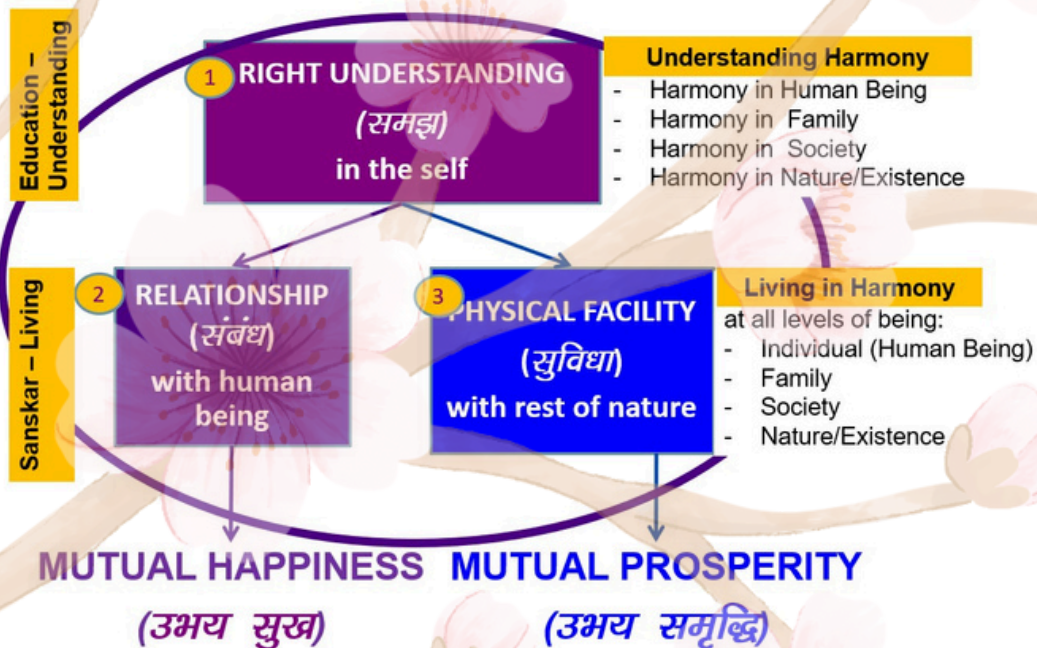 Education –
Understanding
1
RIGHT UNDERSTANDING
(समझ)
in the self
Understanding Harmony
- Harmony in Human Being
- Harmony in Family
- Harmony in Society
- Harmony in Nature/Existence
Sanskar – Living
2
RELATIONSHIP
(संबंध)
with human
being
3
PHYSICAL FACILITY
(सुविधा)
with rest of nature
Living in Harmony
at all levels of being:
- Individual (Human Being)
- Family
- Society
- Nature/Existence
MUTUAL HAPPINESS
(उभय सुख)
MUTUAL PROSPERITY
(उभय समृद्धि)